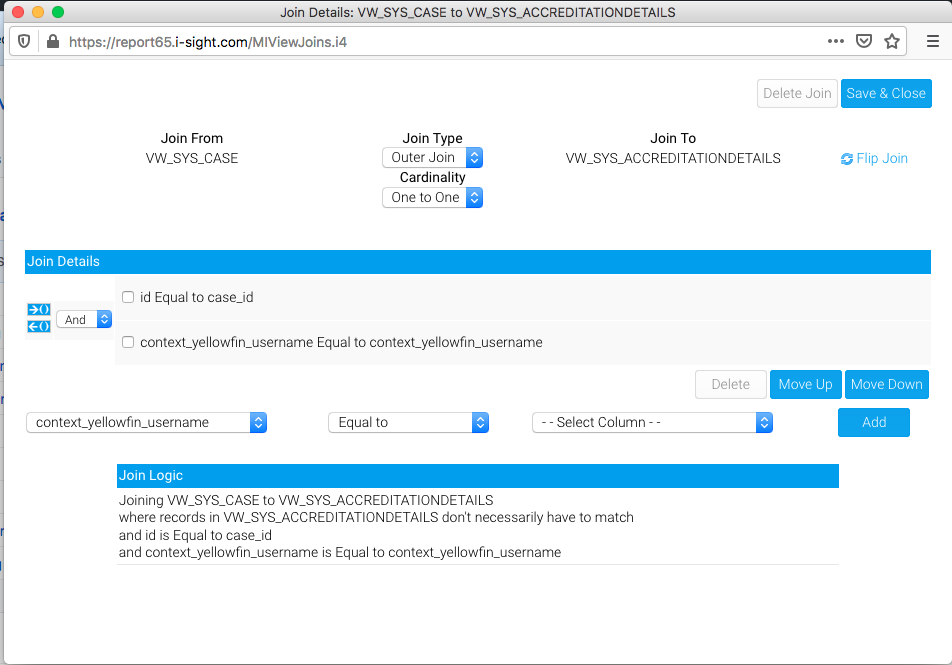 Join Details: VW_SYS_CASE to VW_SYS_ACCREDITATIONDETAILS
https://report65.i-sight.com/MIViewJoins.i4
Delete Join Save & Close
Join From Join Type Join To
VW_SYS_CASE Outer Join VW_SYS_ACCREDITATIONDETAILS Flip Join
Cardinality
One to One
Join Details
id Equal to case_id
And
context_yellowfin_username Equal to context_yellowfin_username
Delete Move Up Move Down
context_yellowfin_username Equal to - - Select Column - - Add
Join Logic
Joining VW_SYS_CASE to VW_SYS_ACCREDITATIONDETAILS
where records in VW_SYS_ACCREDITATIONDETAILS don't necessarily have to match
and id is Equal to case_id
and context_yellowfin_username is Equal to context_yellowfin_username